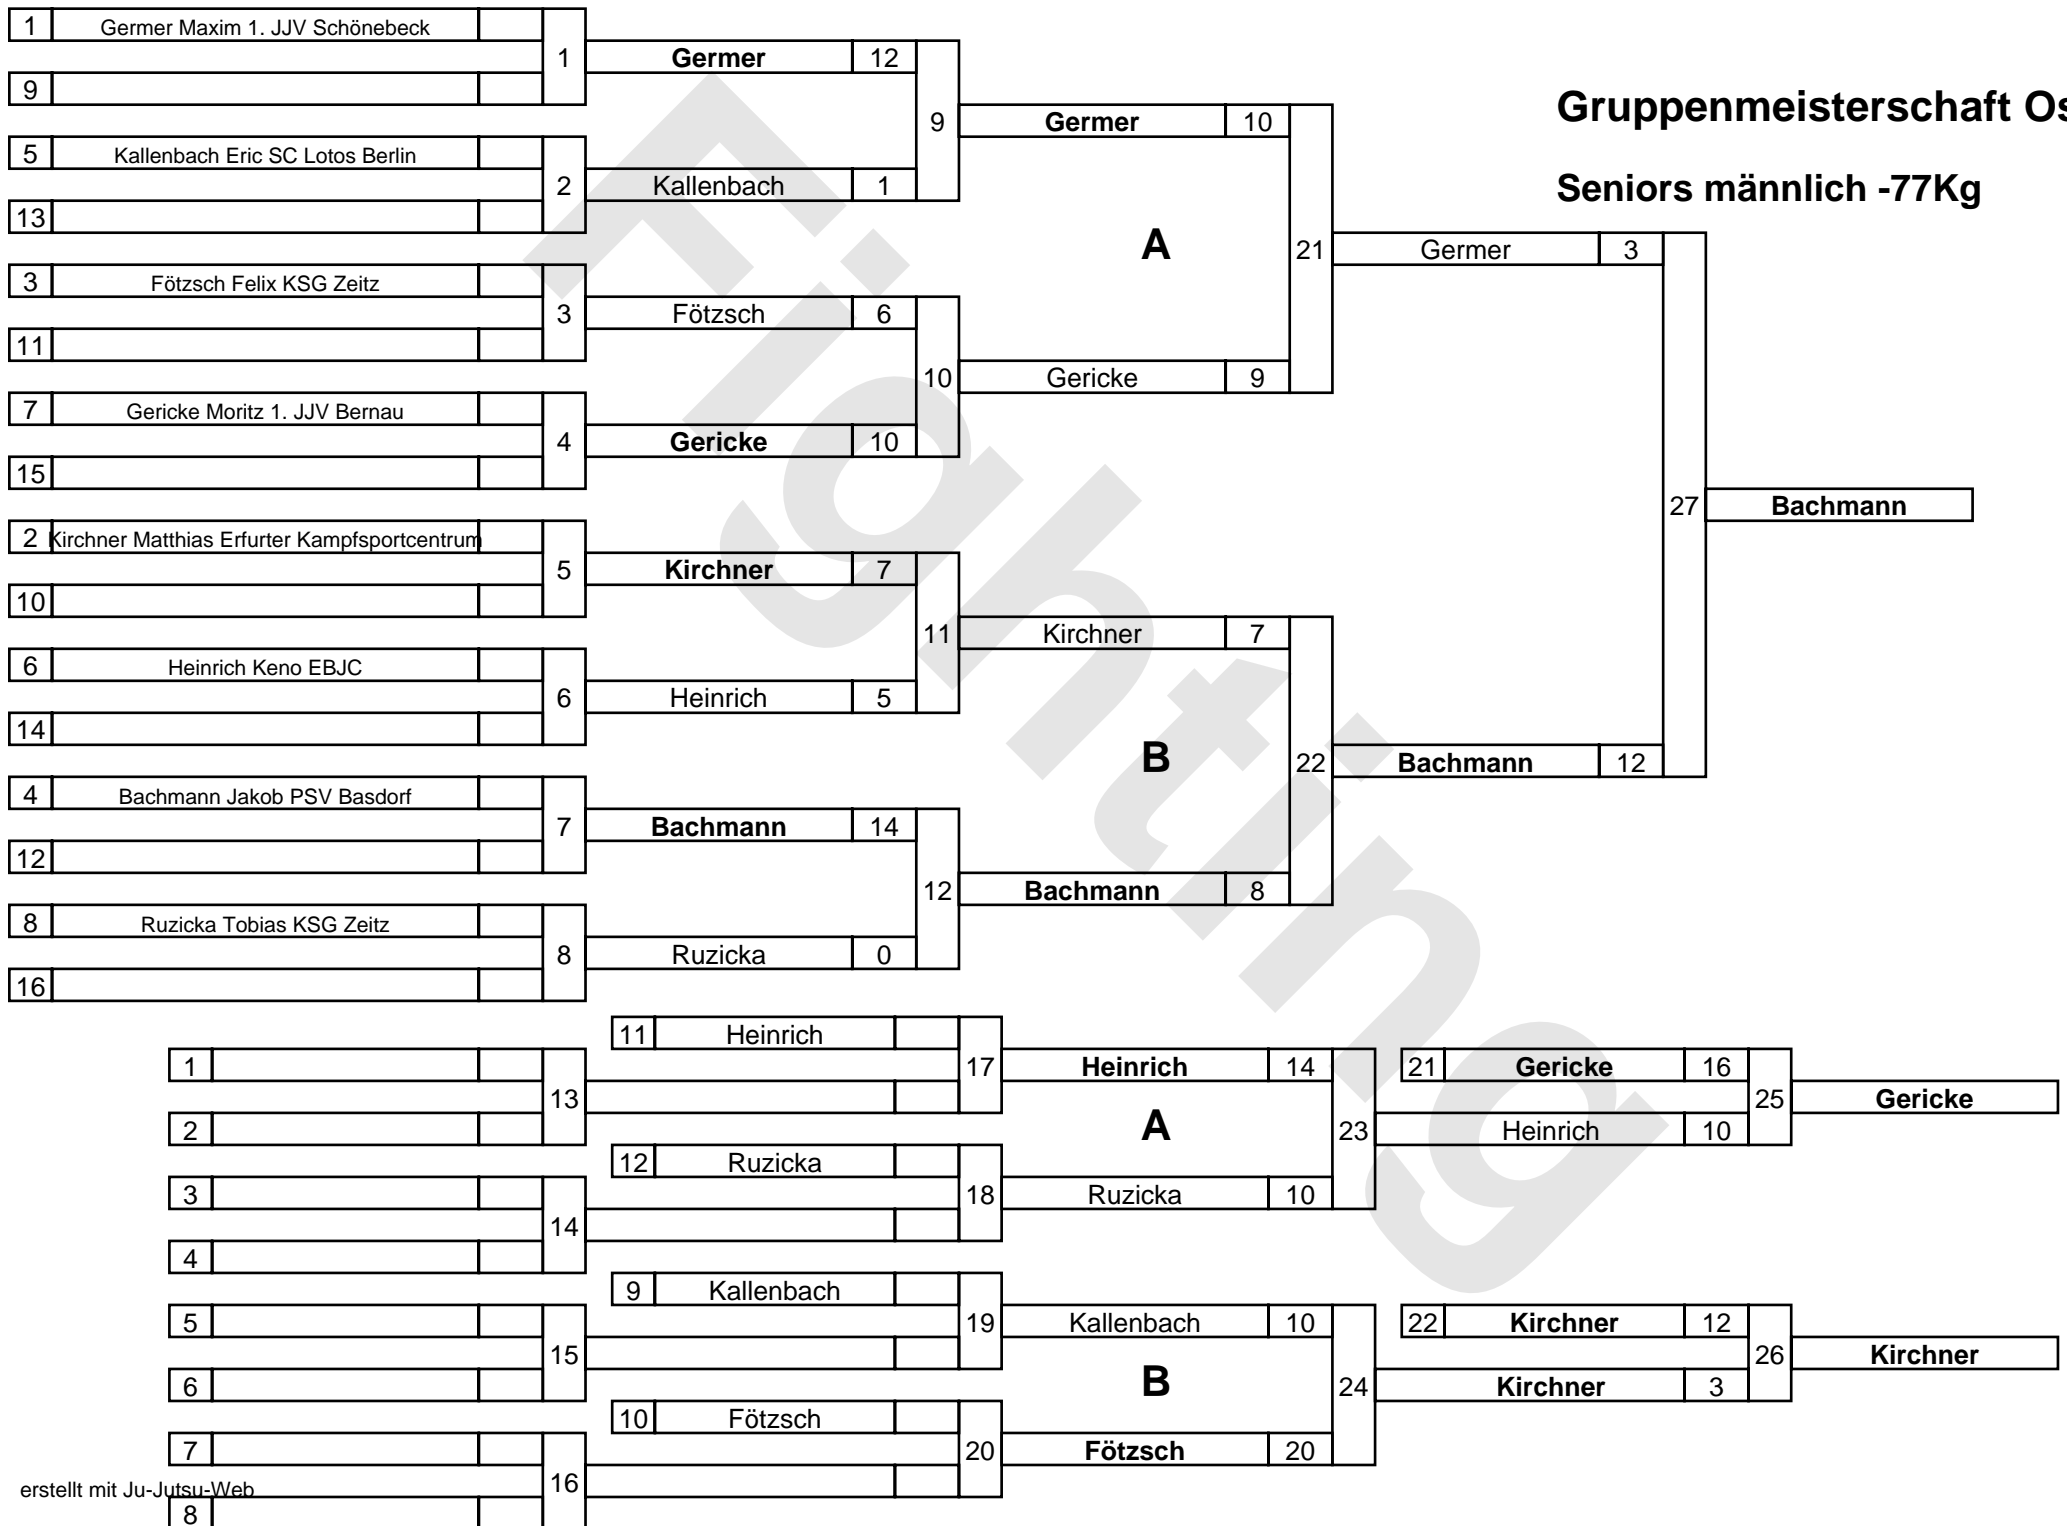 Gruppenmeisterschaft Os
Seniors männlich -77Kg
1 Germer Maxim 1. JJV Schönebeck
9
1
Germer 12
5 Kallenbach Eric SC Lotos Berlin
13
2
Kallenbach 1
9
Germer 10
3 Fötzsch Felix KSG Zeitz
11
3
Fötzsch 6
7 Gericke Moritz 1. JJV Bernau
15
4
Gericke 10
10
Gericke 9
A
21
Germer 3
2 Kirchner Matthias Erfurter Kampfsportcentrum
10
5
Kirchner 7
6 Heinrich Keno EBJC
14
6
Heinrich 5
11
Kirchner 7
4 Bachmann Jakob PSV Basdorf
12
7
Bachmann 14
8 Ruzicka Tobias KSG Zeitz
16
8
Ruzicka 0
12
Bachmann 8
B
22
Bachmann 12
27
Bachmann
1
2
13
11 Heinrich
17
Heinrich 14
3
4
14
12 Ruzicka
18
Ruzicka 10
A
23
21 Gericke 16
Heinrich 10
25
Gericke
5
6
15
9 Kallenbach
19
Kallenbach 10
7
8
16
10 Fötzsch
20
Fötzsch 20
B
24
22 Kirchner 12
Kirchner 3
26
Kirchner
erstellt mit Ju-Jutsu-Web
Fighting